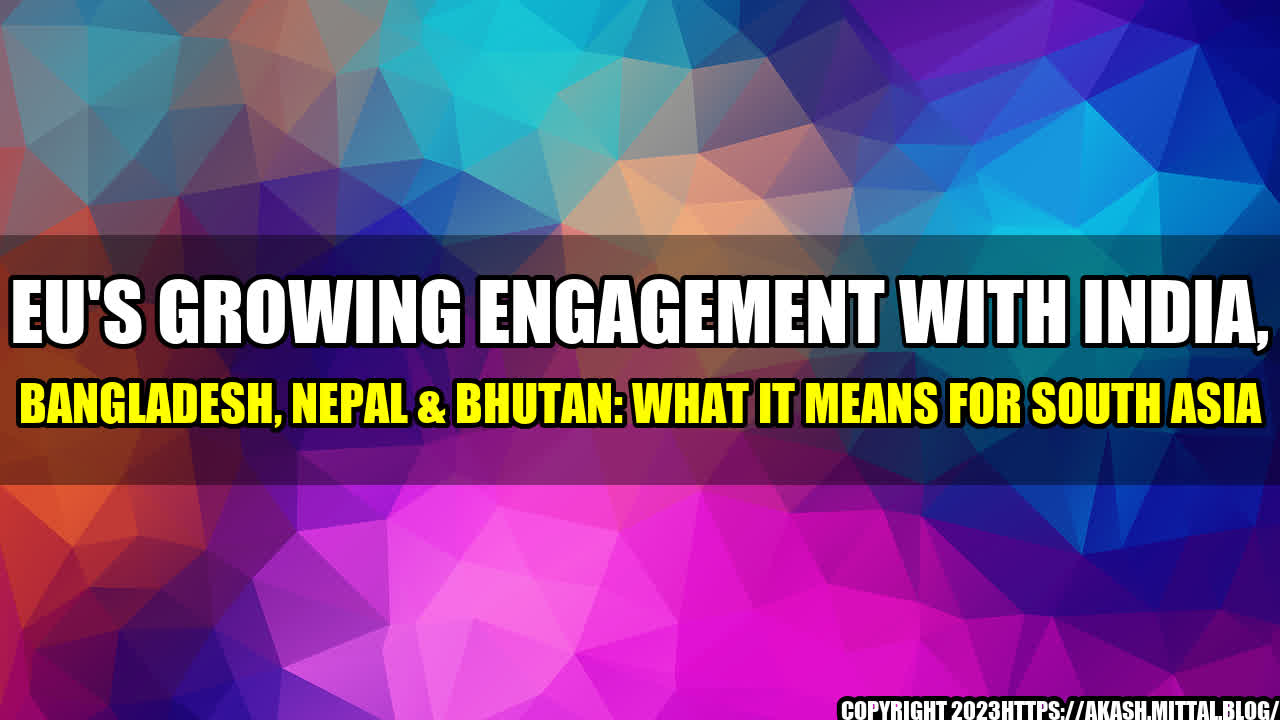 EU'S GROWING ENGAGEMENT WITH INDIA,
BANGLADESH, NEPAL & BHUTAN: WHAT IT MEANS FOR SOUTH ASIA
COPYRIGHT 2023HTTPS://AKASH.MITTAL.BLOG/